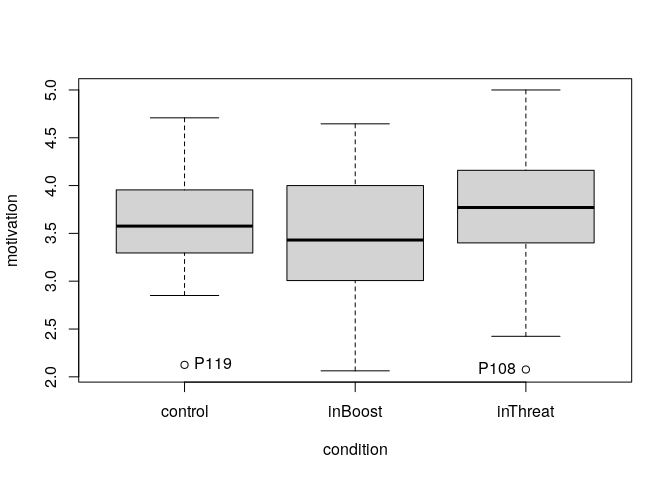 motivation
5.0
4.5
4.0
3.5
3.0
2.5
2.0
P119
P108
control inBoost inThreat
condition